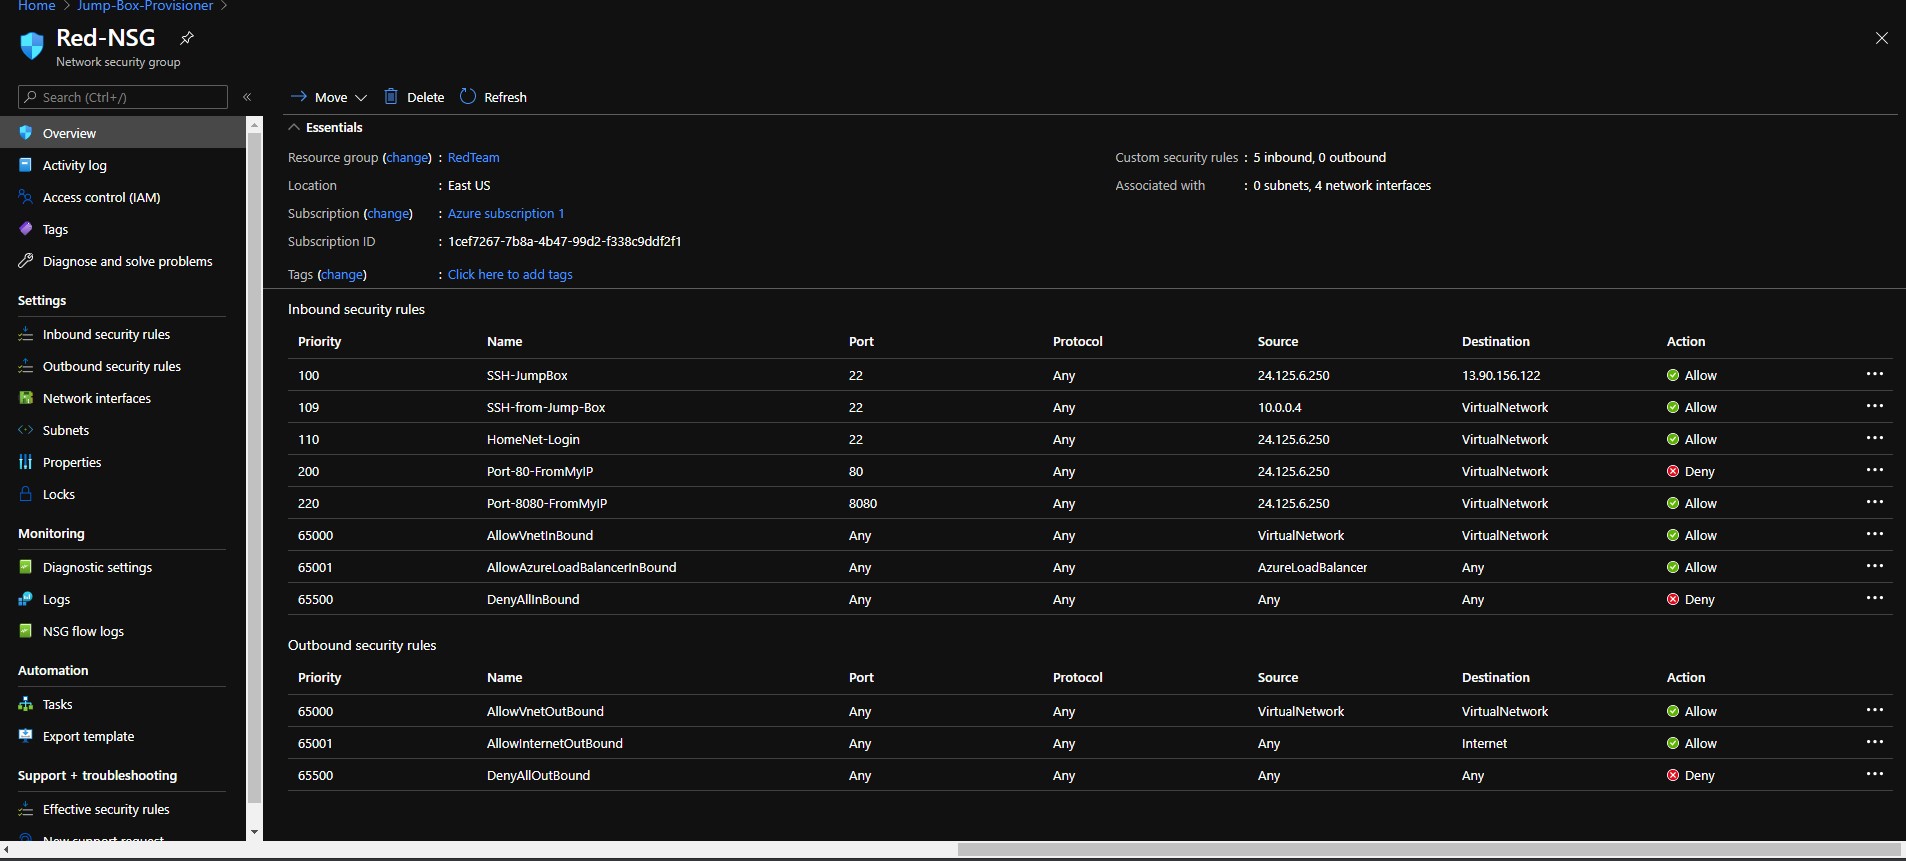 Home > Jump-Box-Provisioner >
Red-NSG
Network security group
Search (Ctrl+/)
«
Overview
Activity log
Access control (IAM)
Tags
Diagnose and solve problems
Settings
Inbound security rules
Outbound security rules
Network interfaces
Subnets
Properties
Locks
Monitoring
Diagnostic settings
Logs
NSG flow logs
Automation
Tasks
Export template
Support + troubleshooting
Effective security rules
New support request
Move Delete Refresh
Essentials
Resource group (change) : RedTeam
Location : East US
Subscription (change) : Azure subscription 1
Subscription ID : 1cef7267-7b8a-4b47-99d2-f338c9ddf2f1
Tags (change) : Click here to add tags
Custom security rules : 5 inbound, 0 outbound
Associated with : 0 subnets, 4 network interfaces
Inbound security rules
Priority Name Port Protocol Source Destination Action
100 SSH-JumpBox 22 Any 24.125.6.250 13.90.156.122 Allow ...
109 SSH-from-Jump-Box 22 Any 10.0.0.4 VirtualNetwork Allow ...
110 HomeNet-Login 22 Any 24.125.6.250 VirtualNetwork Allow ...
200 Port-80-FromMyIP 80 Any 24.125.6.250 VirtualNetwork Deny ...
220 Port-8080-FromMyIP 8080 Any 24.125.6.250 VirtualNetwork Allow ...
65000 AllowVnetInBound Any Any VirtualNetwork VirtualNetwork Allow ...
65001 AllowAzureLoadBalancerInBound Any Any AzureLoadBalancer Any Allow ...
65500 DenyAllInBound Any Any Any Any Deny ...
Outbound security rules
Priority Name Port Protocol Source Destination Action
65000 AllowVnetOutBound Any Any VirtualNetwork VirtualNetwork Allow ...
65001 AllowInternetOutBound Any Any Any Internet Allow ...
65500 DenyAllOutBound Any Any Any Any Deny ...